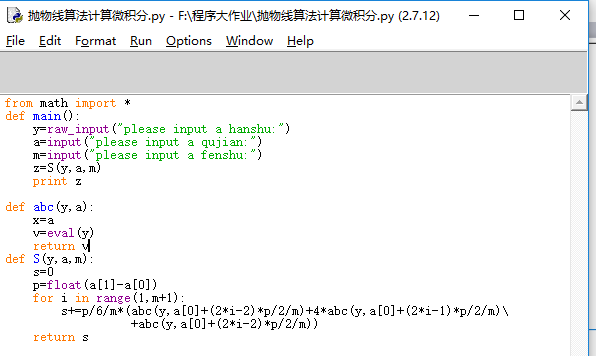 抛物线算法计算微积分.py - F:\程序大作业\抛物线算法计算微积分.py (2.7.12)
File Edit Format Run Options Window Help
from math import *
def main():
    y=raw_input("please input a hanshu:")
    a=input("please input a qujian:")
    m=input("please input a fenshu:")
    z=S(y,a,m)
    print z

def abc(y,a):
    x=a
    v=eval(y)
    return v
def S(y,a,m):
    s=0
    p=float(a[1]-a[0])
    for i in range(1,m+1):
        s+=p/6/m*(abc(y,a[0]+(2*i-2)*p/2/m)+4*abc(y,a[0]+(2*i-1)*p/2/m)\
                  +abc(y,a[0]+(2*i-2)*p/2/m))
    return s